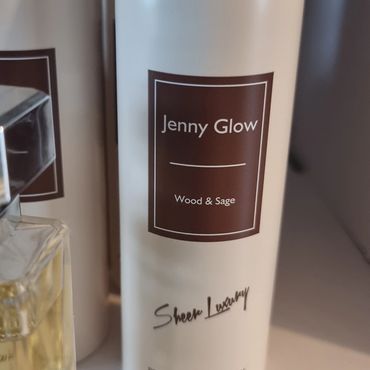 Jenny Glow
Wood & Sage
Sheer Luxury